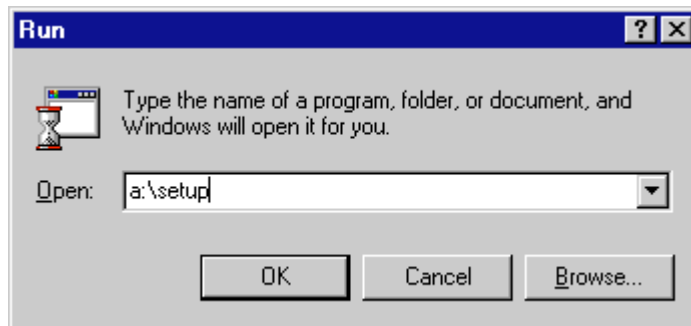 Run
Type the name of a program, folder, or document, and
Windows will open it for you.
Open: a:\setup
OK Cancel Browse...